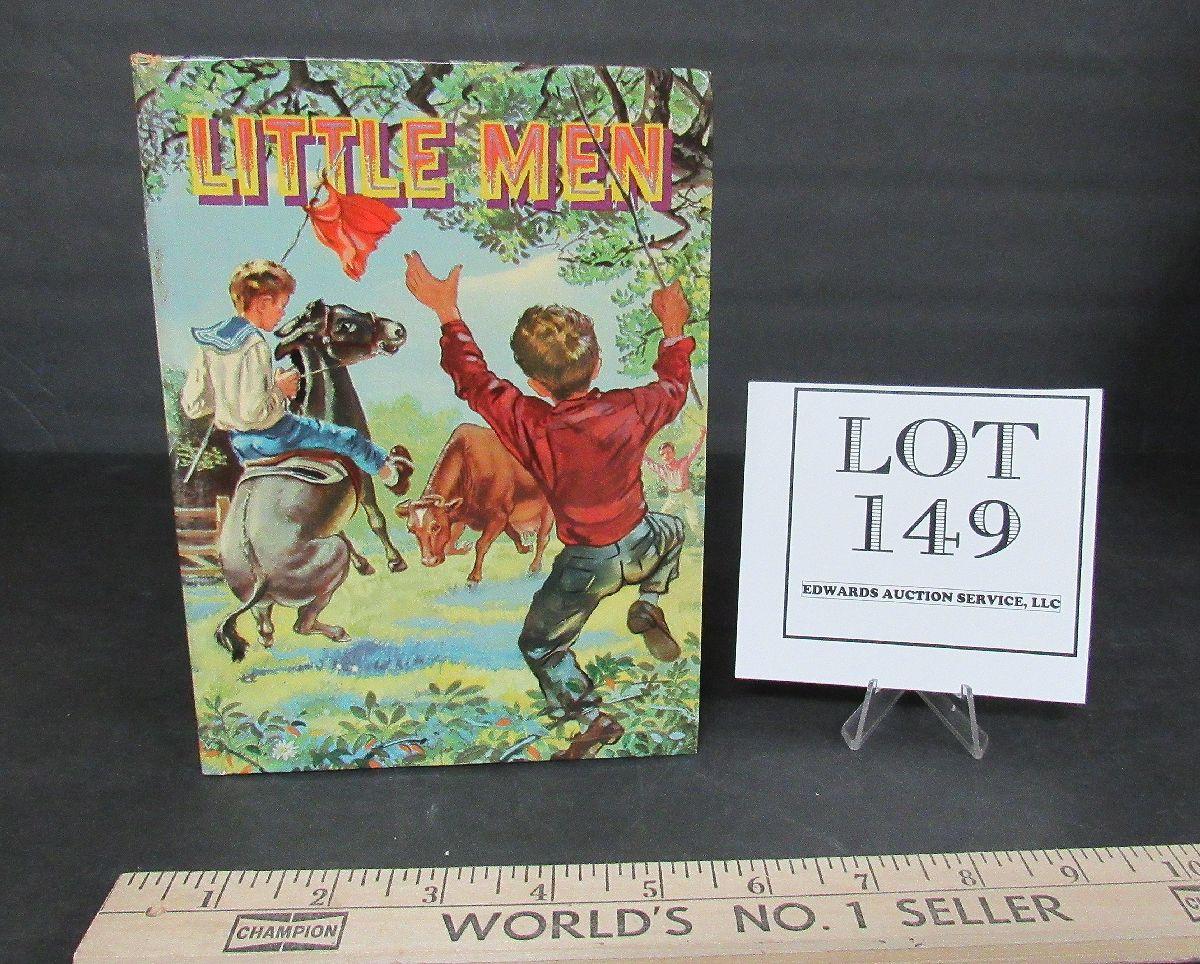 LITTLE MEN
LOT
149
EDWARDS AUCTION SERVICE, LLC
1 2 3 4 5 6 7 8 9 10
CHAMPION
WORLD'S NO. 1 SELLER